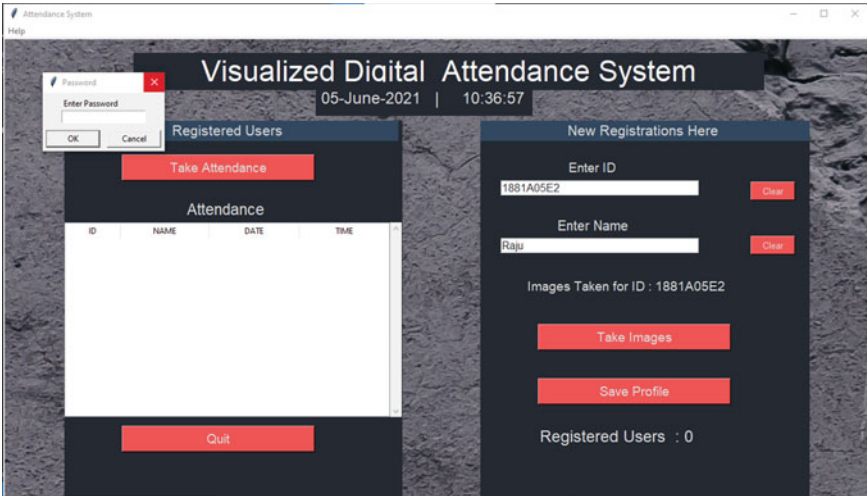 Attendance System
Help
Visualized Digital Attendance System
05-June-2021 | 10:36:57
Password
Enter Password
OK Cancel
Registered Users
Take Attendance
Attendance
ID NAME DATE TIME
Quit
New Registrations Here
Enter ID
1881A05E2 Clear
Enter Name
Raju Clear
Images Taken for ID : 1881A05E2
Take Images
Save Profile
Registered Users : 0